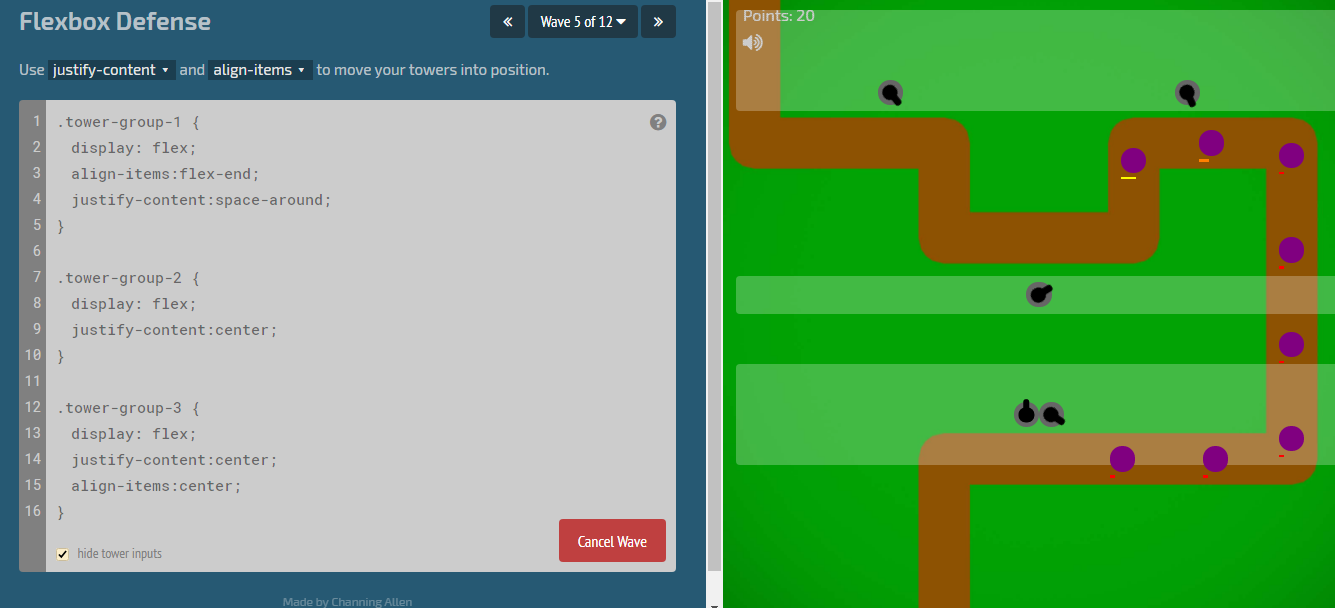 Flexbox Defense
« Wave 5 of 12 »
Points: 20
Use justify-content and align-items to move your towers into position.
1 .tower-group-1 {
2 display: flex;
3 align-items:flex-end;
4 justify-content:space-around;
5 }
6
7 .tower-group-2 {
8 display: flex;
9 justify-content:center;
10 }
11
12 .tower-group-3 {
13 display: flex;
14 justify-content:center;
15 align-items:center;
16 }
?
hide tower inputs
Cancel Wave
Made by Channing Allen